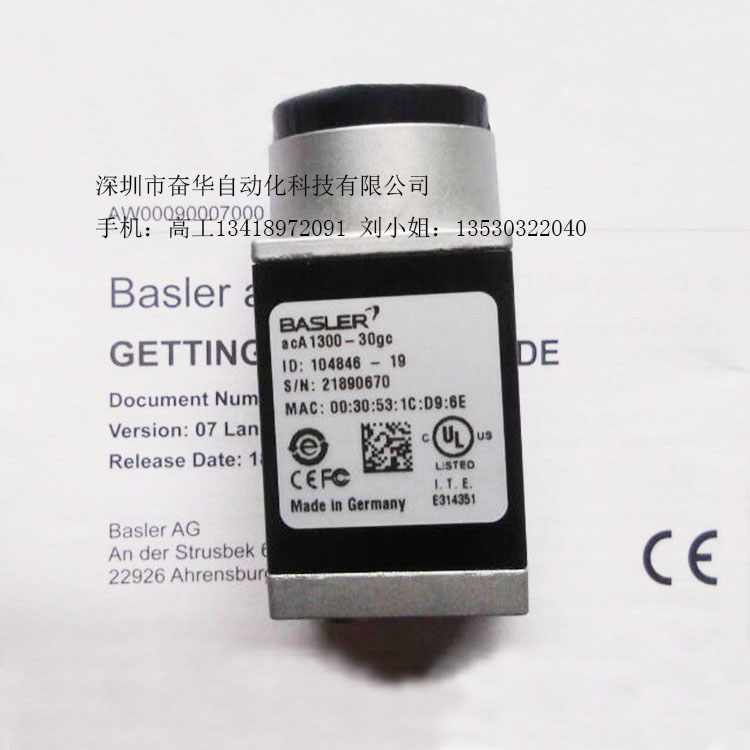 深圳市奋华自动化科技有限公司
AW00090007000
手机：高工13418972091 刘小姐：13530322040
Basler a
GETTING DE
Document Num
Version: 07 Lan
Release Date: 18
BASLER
acA1300-30gc
ID: 104846 - 19
S/N: 21890670
MAC: 00:30:53:1C:D9:6E
C UL US
LISTED
CE FC
I.T.E.
E314351
Made in Germany
Basler AG
An der Strusbek 6
22926 Ahrensburg
CE